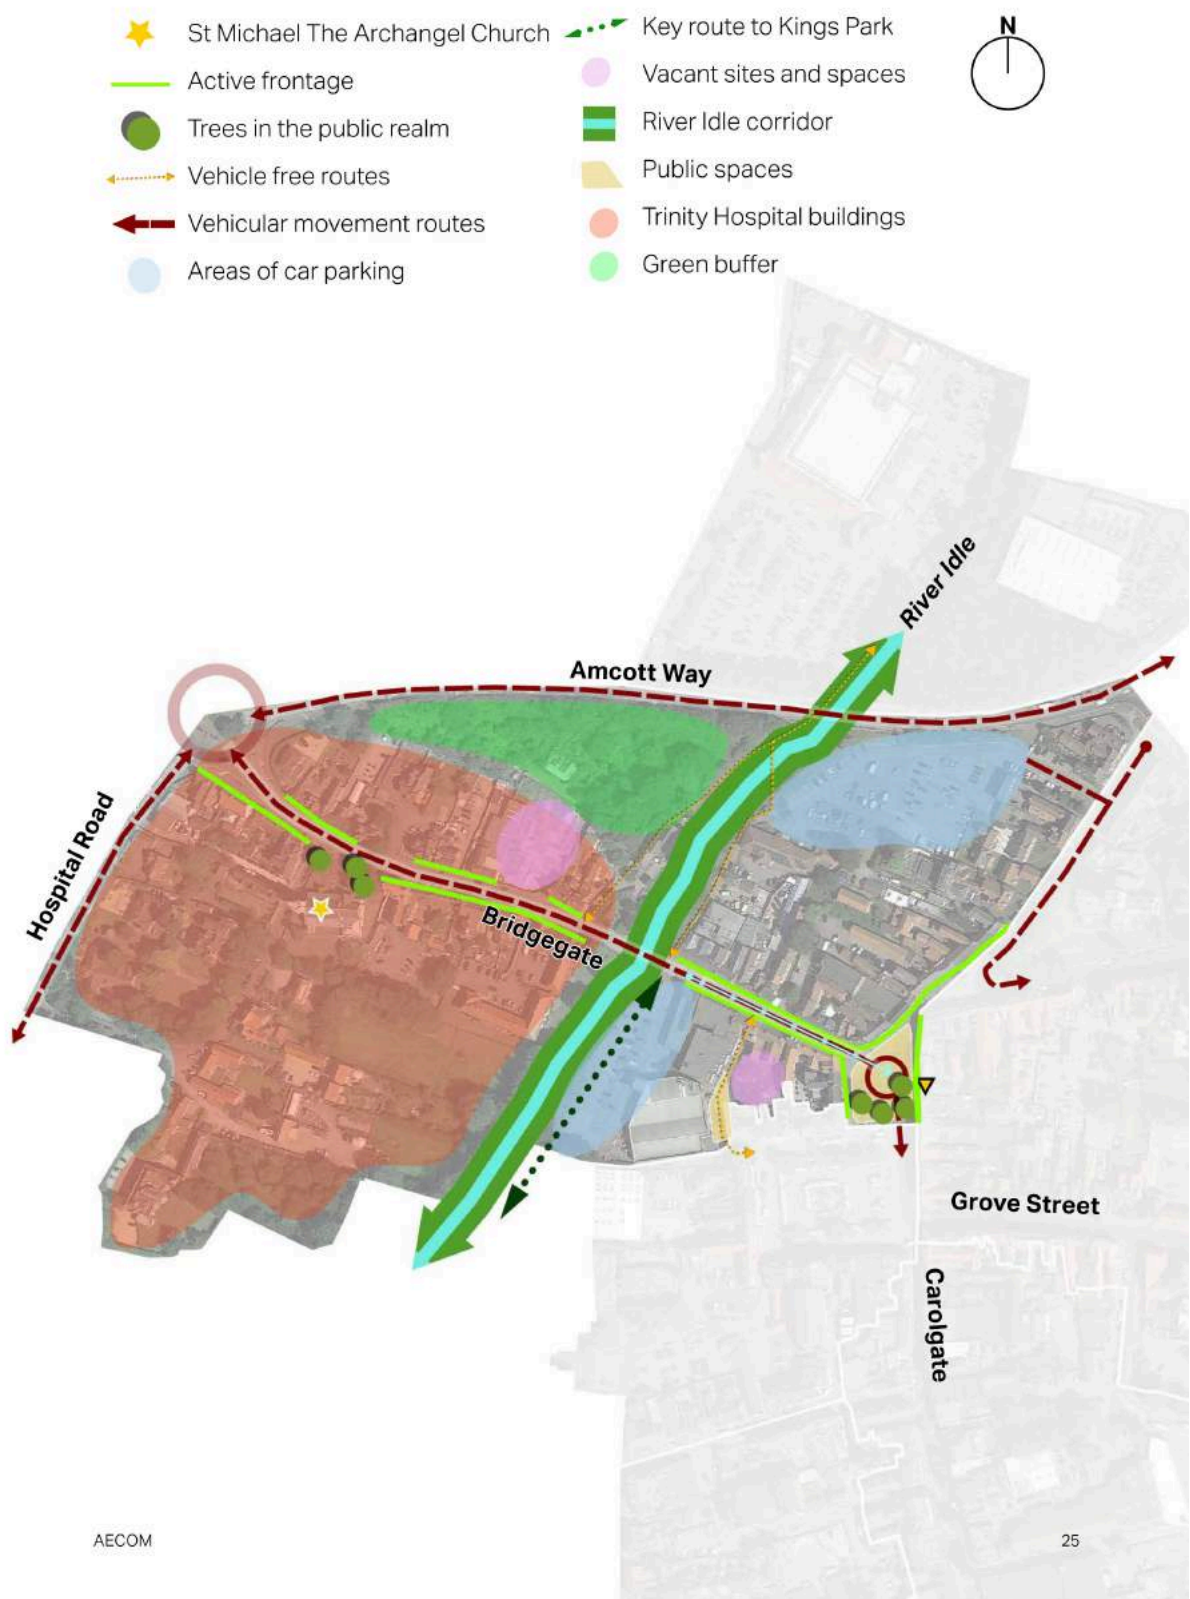 St Michael The Archangel Church
Active frontage
Trees in the public realm
Vehicle free routes
Vehicular movement routes
Areas of car parking
Key route to Kings Park
Vacant sites and spaces
River Idle corridor
Public spaces
Trinity Hospital buildings
Green buffer
N
River Idle
Amcott Way
Hospital Road
Bridgegate
Grove Street
Carolgate
AECOM
25